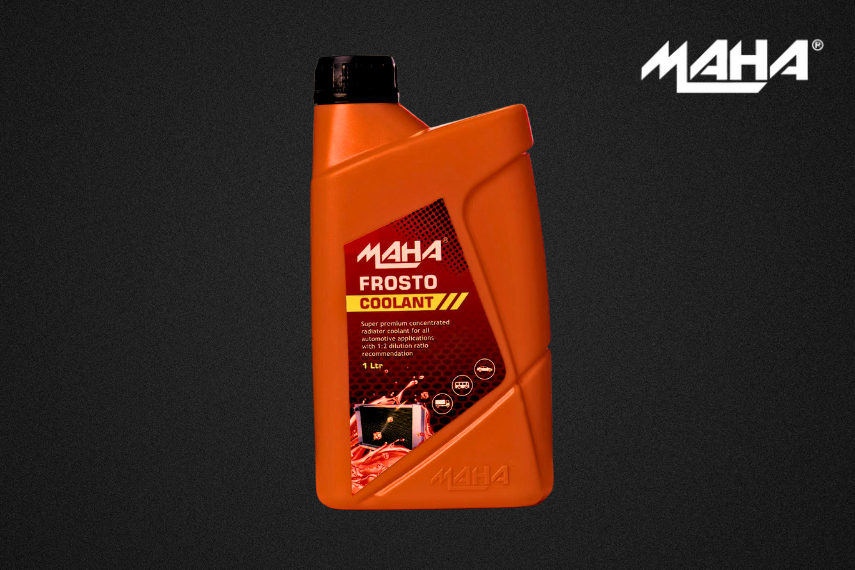 MAHA®
MAHA®
FROSTO
COOLANT
Super premium concentrated
radiator coolant for all
automotive applications
with 1:2 dilution ratio
recommendation
1 Ltr
MAHA